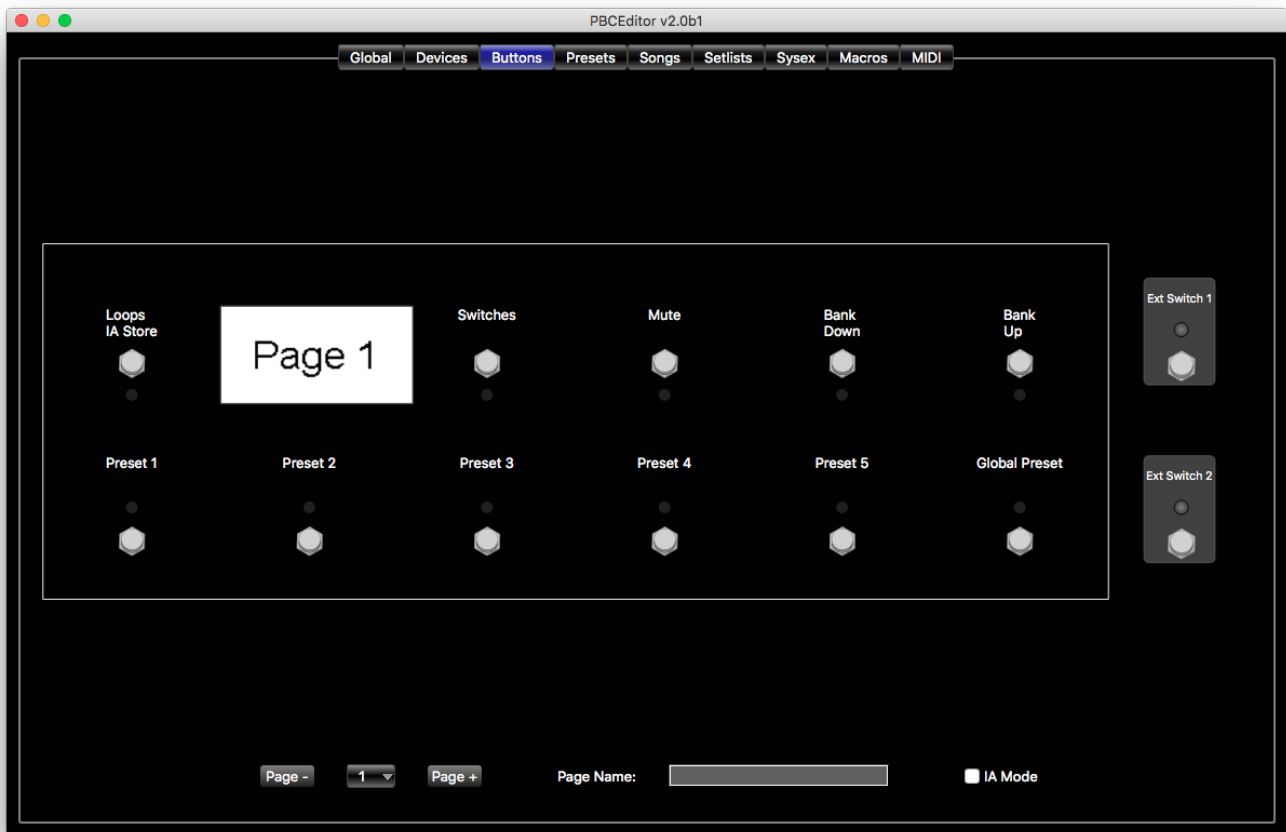 PBCEditor v2.0b1
Global Devices Buttons Presets Songs Setlists Sysex Macros MIDI
Loops
IA Store
Page 1
Switches
Mute
Bank
Down
Bank
Up
Ext Switch 1
Preset 1
Preset 2
Preset 3
Preset 4
Preset 5
Global Preset
Ext Switch 2
Page -
1
Page +
Page Name:
IA Mode